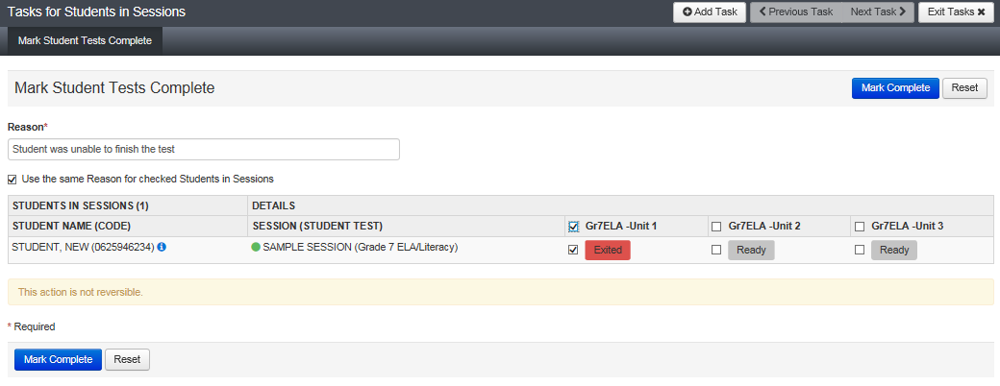 Tasks for Students in Sessions
Add Task
Previous Task Next Task
Exit Tasks
Mark Student Tests Complete
Mark Student Tests Complete
Mark Complete Reset
Reason*
Student was unable to finish the test
Use the same Reason for checked Students in Sessions
STUDENTS IN SESSIONS (1) DETAILS
STUDENT NAME (CODE) SESSION (STUDENT TEST) Gr7ELA -Unit 1 Gr7ELA -Unit 2 Gr7ELA -Unit 3
STUDENT, NEW (0625946234) SAMPLE SESSION (Grade 7 ELA/Literacy) Exited Ready Ready
This action is not reversible.
* Required
Mark Complete Reset